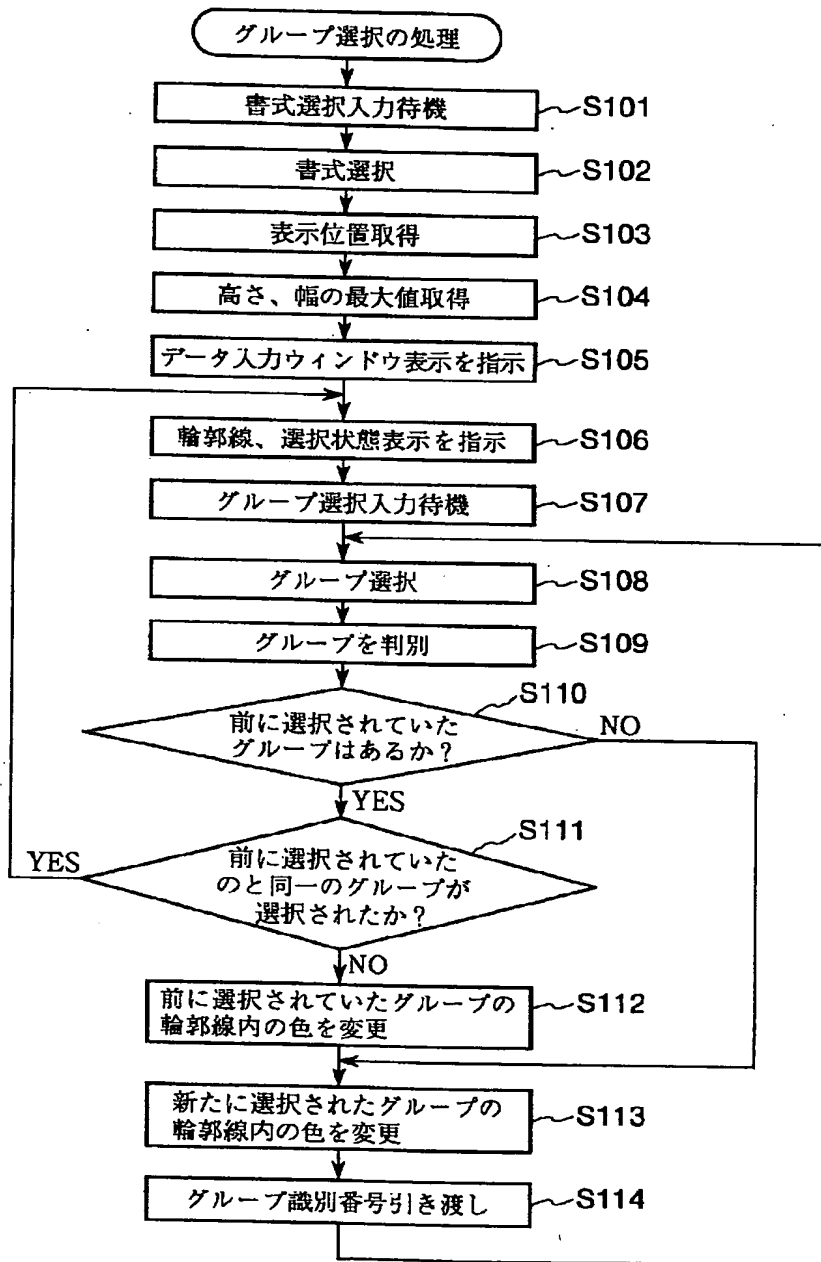 グループ選択の処理
書式選択入力待機 S101
書式選択 S102
表示位置取得 S103
高さ、幅の最大値取得 S104
データ入力ウィンドウ表示を指示 S105
輪郭線、選択状態表示を指示 S106
グループ選択入力待機 S107
グループ選択 S108
グループを判別 S109
S110
前に選択されていた
グループはあるか?
NO
YES
S111
YES
前に選択されていた
のと同一のグループが
選択されたか?
NO
前に選択されていたグループの
輪郭線内の色を変更
S112
新たに選択されたグループの
輪郭線内の色を変更
S113
グループ識別番号引き渡し S114